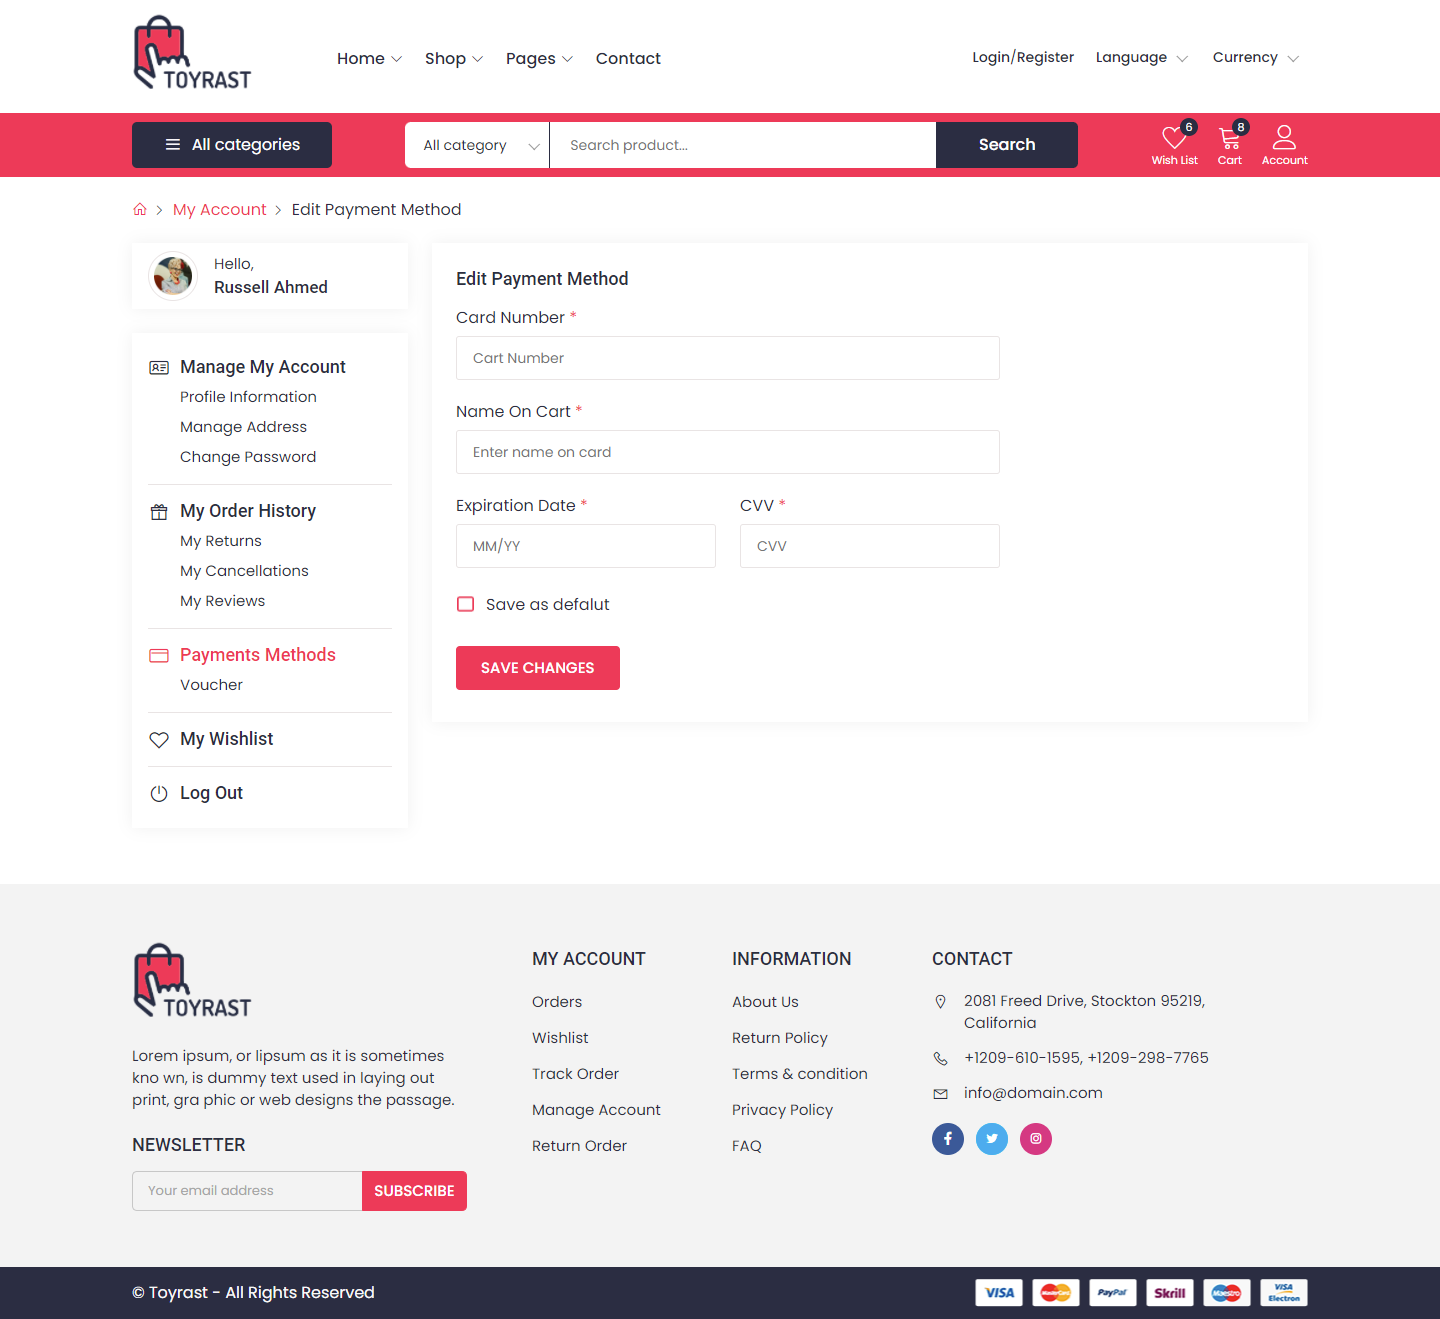 TOYRAST
Home Shop Pages Contact
Login/Register Language Currency
All categories
All category Search product... Search
6 8
Wish List Cart Account
My Account Edit Payment Method
Hello,
Russell Ahmed
Manage My Account
Profile Information
Manage Address
Change Password
My Order History
My Returns
My Cancellations
My Reviews
Payments Methods
Voucher
My Wishlist
Log Out
Edit Payment Method
Card Number *
Cart Number
Name On Cart *
Enter name on card
Expiration Date * CVV *
MM/YY CVV
Save as defalut
SAVE CHANGES
TOYRAST
Lorem ipsum, or lipsum as it is sometimes
kno wn, is dummy text used in laying out
print, gra phic or web designs the passage.
NEWSLETTER
Your email address SUBSCRIBE
MY ACCOUNT
Orders
Wishlist
Track Order
Manage Account
Return Order
INFORMATION
About Us
Return Policy
Terms & condition
Privacy Policy
FAQ
CONTACT
2081 Freed Drive, Stockton 95219,
California
+1209-610-1595, +1209-298-7765
info@domain.com
© Toyrast - All Rights Reserved
VISA MasterCard PayPal Skrill Maestro VISA Electron